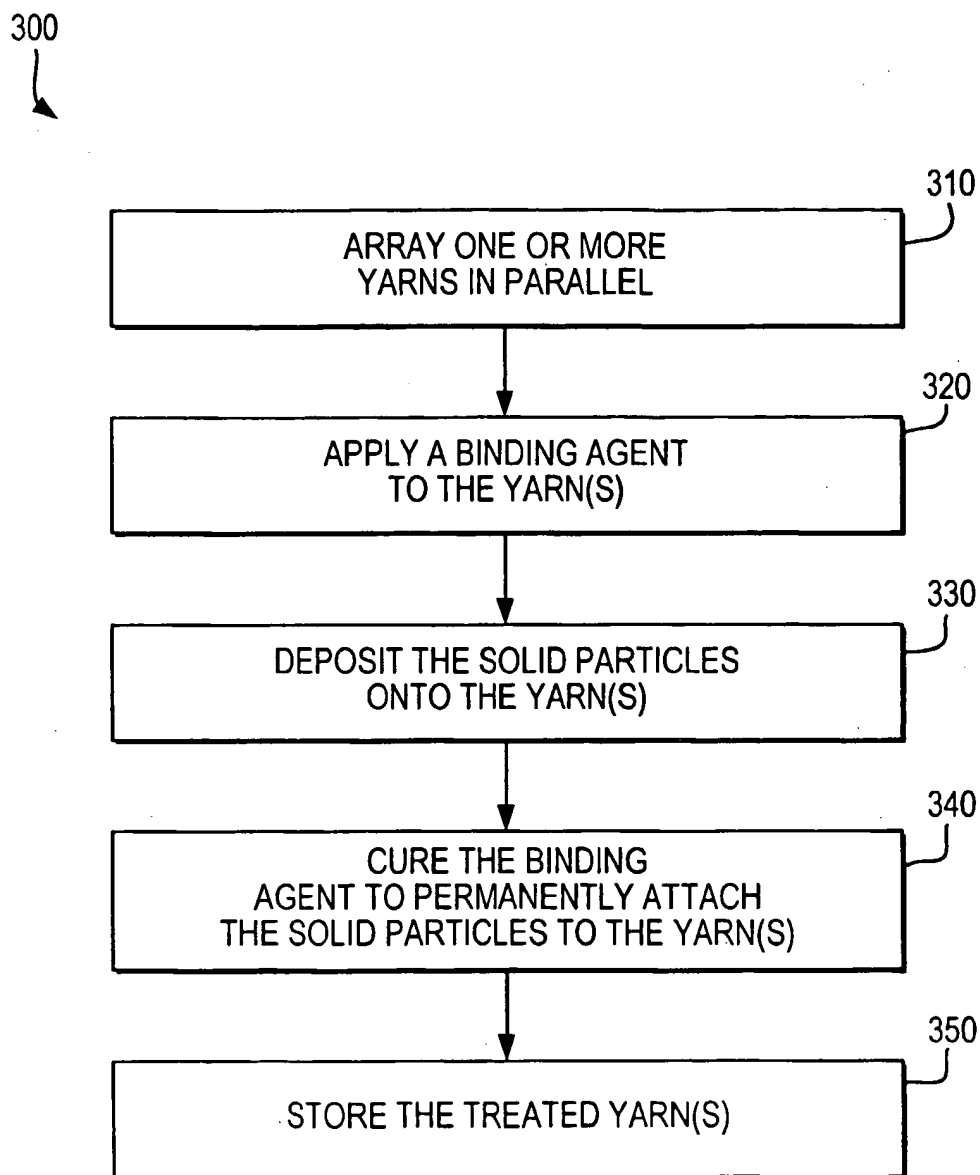 300
310
ARRAY ONE OR MORE
YARNS IN PARALLEL
320
APPLY A BINDING AGENT
TO THE YARN(S)
330
DEPOSIT THE SOLID PARTICLES
ONTO THE YARN(S)
340
CURE THE BINDING
AGENT TO PERMANENTLY ATTACH
THE SOLID PARTICLES TO THE YARN(S)
350
STORE THE TREATED YARN(S)